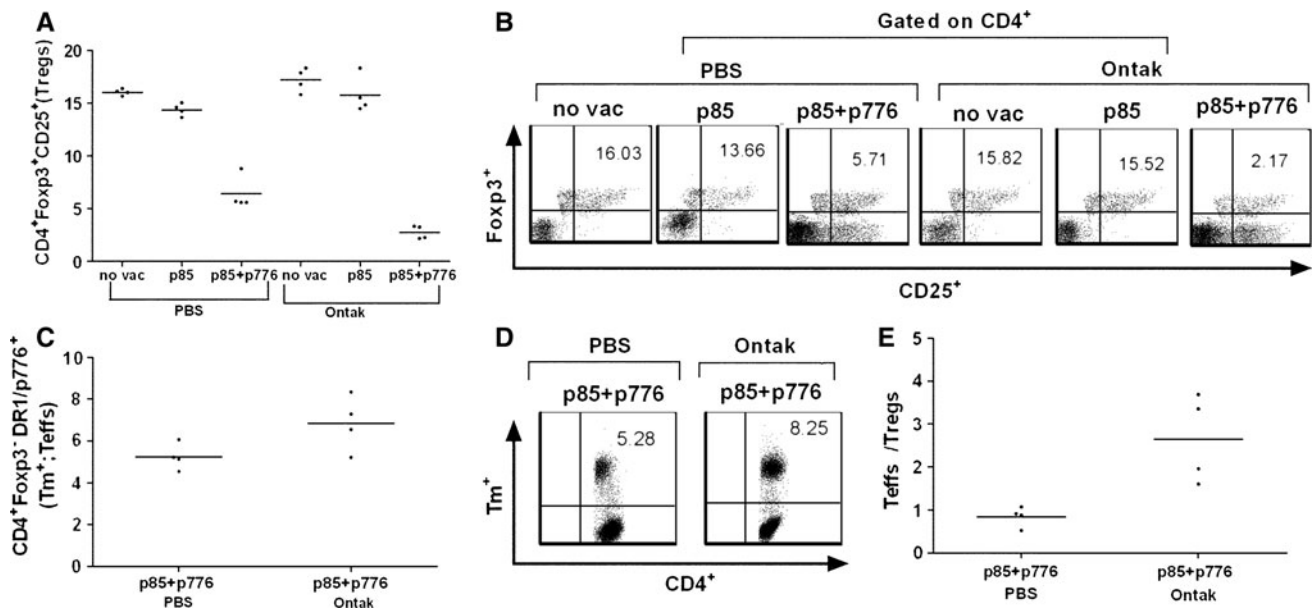 A
CD4+Foxp3+CD25+(Tregs)
20
15
10
5
0
no vac p85 p85+p776 no vac p85 p85+p776
PBS Ontak
B
Gated on CD4+
PBS Ontak
no vac p85 p85+p776 no vac p85 p85+p776
16.03 13.66 5.71 15.82 15.52 2.17
Foxp3+
CD25+
C
CD4+Foxp3- DR1/p776+
(Tm+; Teffs)
10
8
6
4
2
0
p85+p776 p85+p776
PBS Ontak
D
PBS Ontak
p85+p776 p85+p776
5.28 8.25
Tm+
CD4+
E
Teffs /Tregs
5
4
3
2
1
0
p85+p776 p85+p776
PBS Ontak